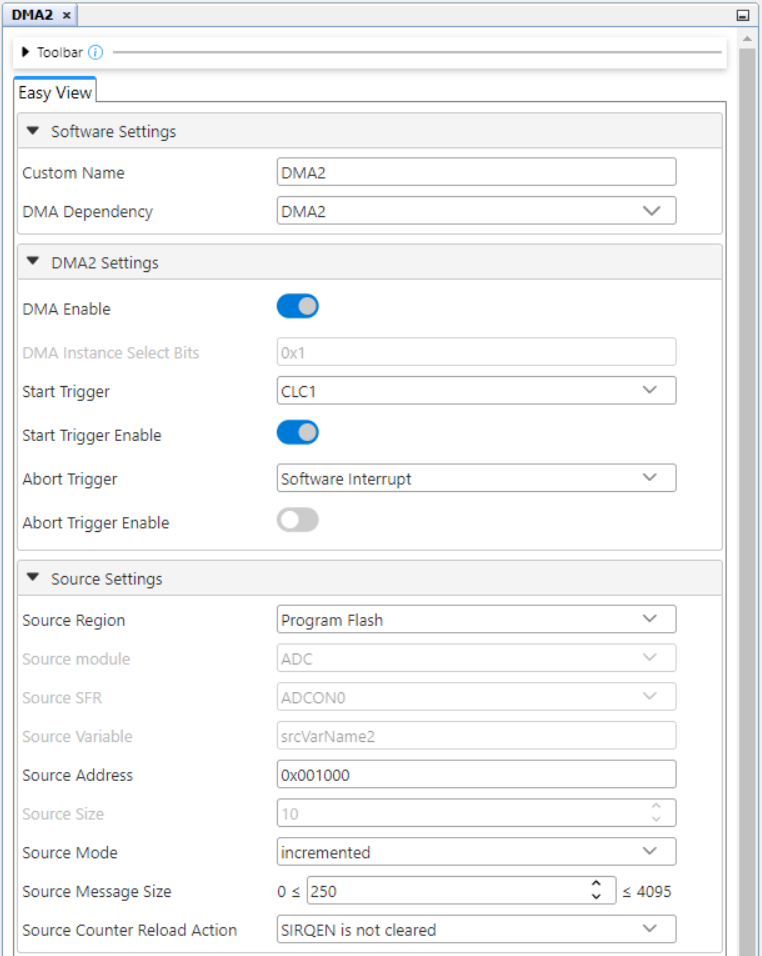 DMA2 ×
Toolbar i
Easy View
Software Settings
Custom Name DMA2
DMA Dependency DMA2
DMA2 Settings
DMA Enable
DMA Instance Select Bits 0x1
Start Trigger CLC1
Start Trigger Enable
Abort Trigger Software Interrupt
Abort Trigger Enable
Source Settings
Source Region Program Flash
Source module ADC
Source SFR ADCON0
Source Variable srcVarName2
Source Address 0x001000
Source Size 10
Source Mode incremented
Source Message Size 0 ≤ 250 ≤ 4095
Source Counter Reload Action SIRQEN is not cleared